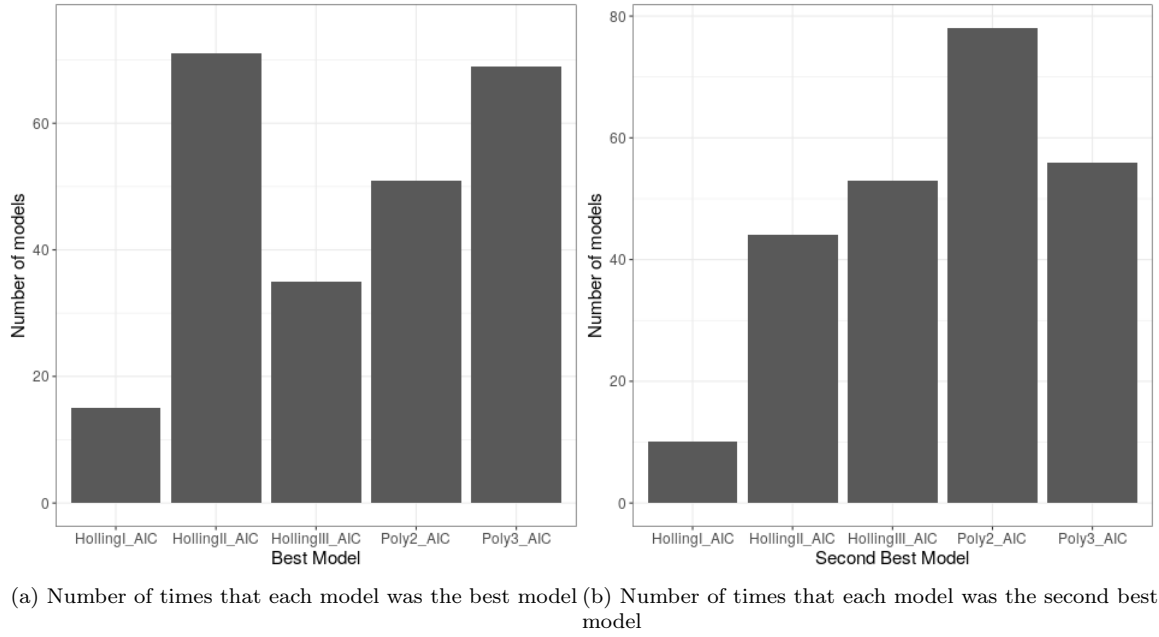 Number of models
60
40
20
0
HollingI_AIC HollingII_AIC HollingIII_AIC Poly2_AIC Poly3_AIC
Best Model
(a) Number of times that each model was the best model
Number of models
80
60
40
20
0
HollingI_AIC HollingII_AIC HollingIII_AIC Poly2_AIC Poly3_AIC
Second Best Model
(b) Number of times that each model was the second best
model